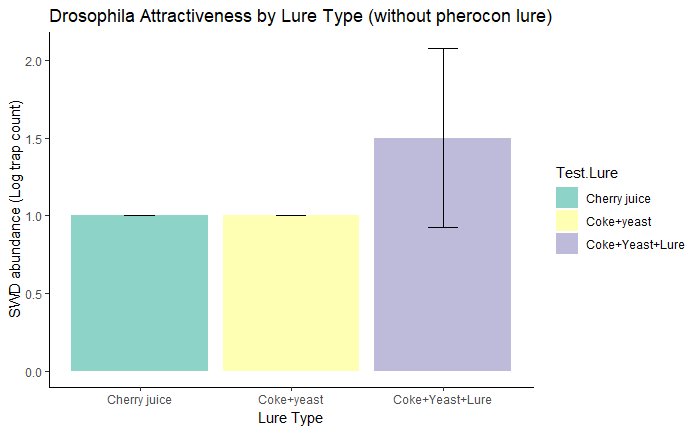 Drosophila Attractiveness by Lure Type (without pherocon lure)
SWD abundance (Log trap count)
2.0
1.5
1.0
0.5
0.0
Cherry juice
Coke+yeast
Coke+Yeast+Lure
Lure Type
Test.Lure
Cherry juice
Coke+yeast
Coke+Yeast+Lure